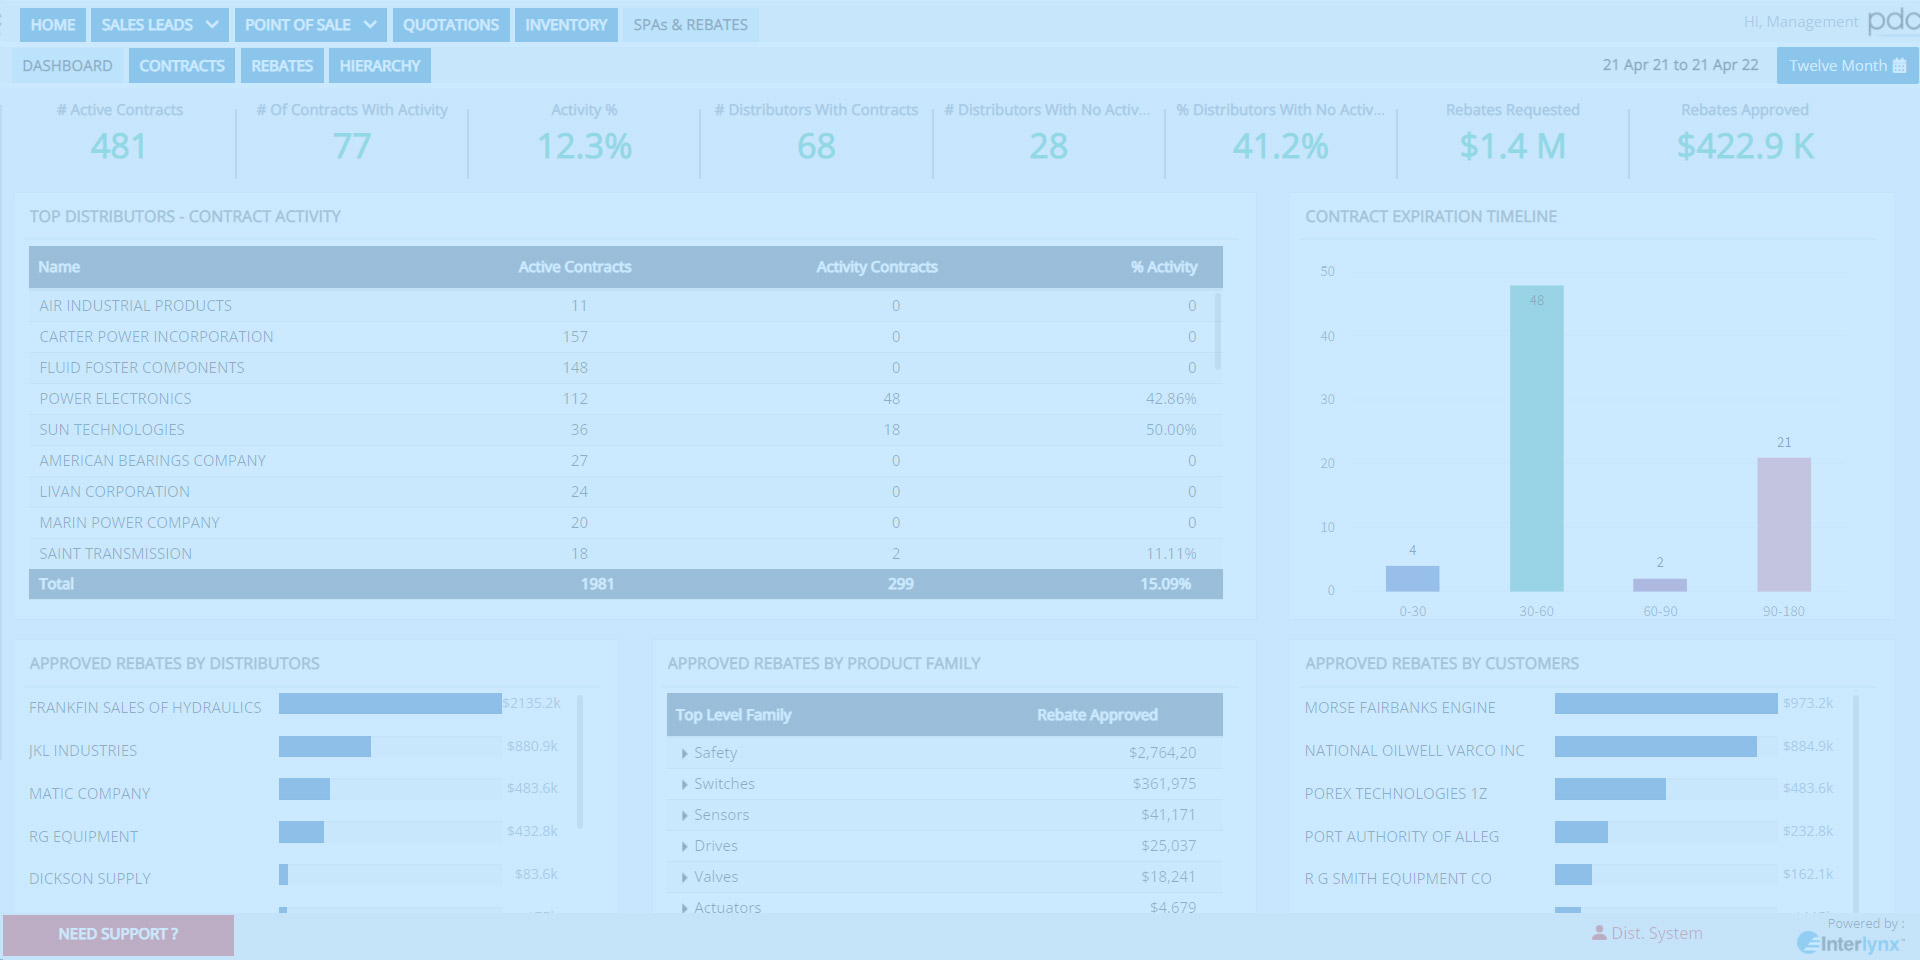 HOME SALES LEADS POINT OF SALE QUOTATIONS INVENTORY SPAs & REBATES Hi, Management pdc
DASHBOARD CONTRACTS REBATES HIERARCHY 21 Apr 21 to 21 Apr 22 Twelve Month
# Active Contracts # Of Contracts With Activity Activity % # Distributors With Contracts # Distributors With No Activ... % Distributors With No Activ... Rebates Requested Rebates Approved
481 77 12.3% 68 28 41.2% $1.4 M $422.9 K
TOP DISTRIBUTORS - CONTRACT ACTIVITY
Name Active Contracts Activity Contracts % Activity
AIR INDUSTRIAL PRODUCTS 11 0 0
CARTER POWER INCORPORATION 157 0 0
FLUID FOSTER COMPONENTS 148 0 0
POWER ELECTRONICS 112 48 42.86%
SUN TECHNOLOGIES 36 18 50.00%
AMERICAN BEARINGS COMPANY 27 0 0
LIVAN CORPORATION 24 0 0
MARIN POWER COMPANY 20 0 0
SAINT TRANSMISSION 18 2 11.11%
Total 1981 299 15.09%
CONTRACT EXPIRATION TIMELINE
50
48
40
30
21
20
10
4
2
0
0-30 30-60 60-90 90-180
APPROVED REBATES BY DISTRIBUTORS
FRANKFIN SALES OF HYDRAULICS $2135.2k
JKL INDUSTRIES $880.9k
MATIC COMPANY $483.6k
RG EQUIPMENT $432.8k
DICKSON SUPPLY $83.6k
APPROVED REBATES BY PRODUCT FAMILY
Top Level Family Rebate Approved
Safety $2,764,20
Switches $361,975
Sensors $41,171
Drives $25,037
Valves $18,241
Actuators $4,679
APPROVED REBATES BY CUSTOMERS
MORSE FAIRBANKS ENGINE $973.2k
NATIONAL OILWELL VARCO INC $884.9k
POREX TECHNOLOGIES 1Z $483.6k
PORT AUTHORITY OF ALLEG $232.8k
R G SMITH EQUIPMENT CO $162.1k
NEED SUPPORT ? Dist. System
Powered by :
Interlynx